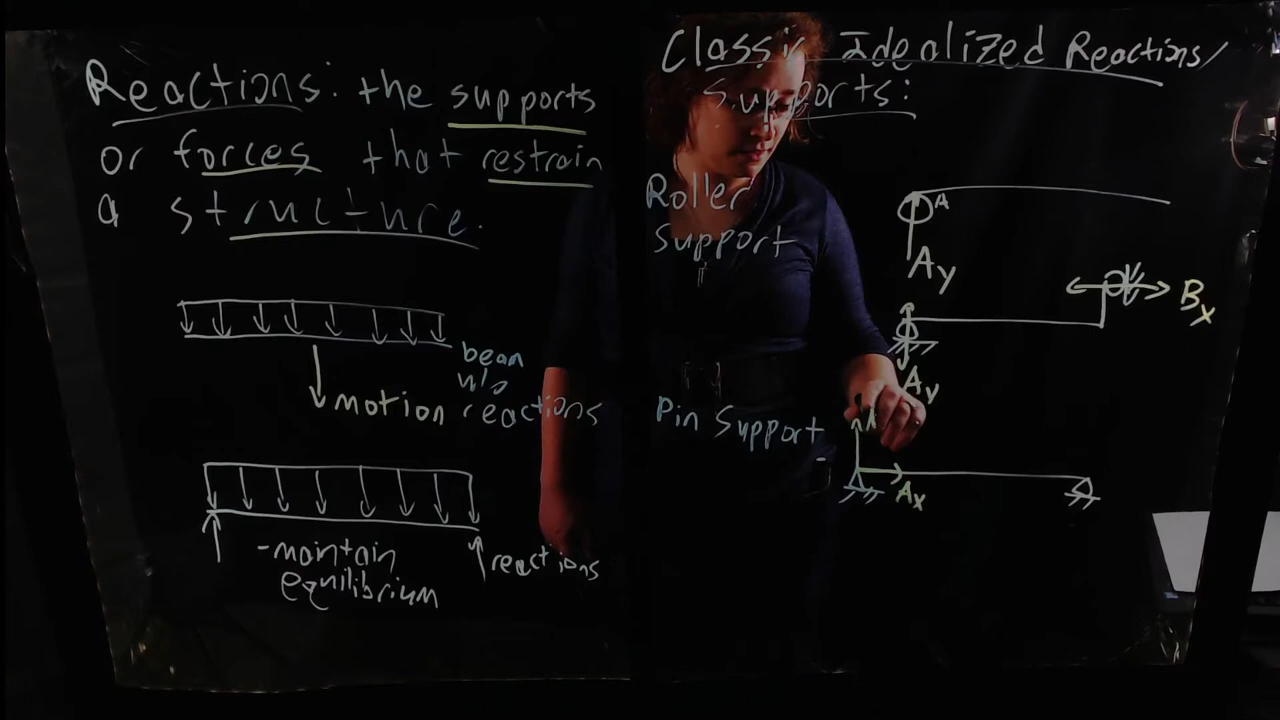 Reactions: the supports
or forces that restrain
a structure.
beam
w/o
motion reactions
-maintain
equilibrium
reactions
Classic Idealized Reactions/
Supports:
Roller
Support
A
Ay
Bx
Ay
Pin Support
A
Ax